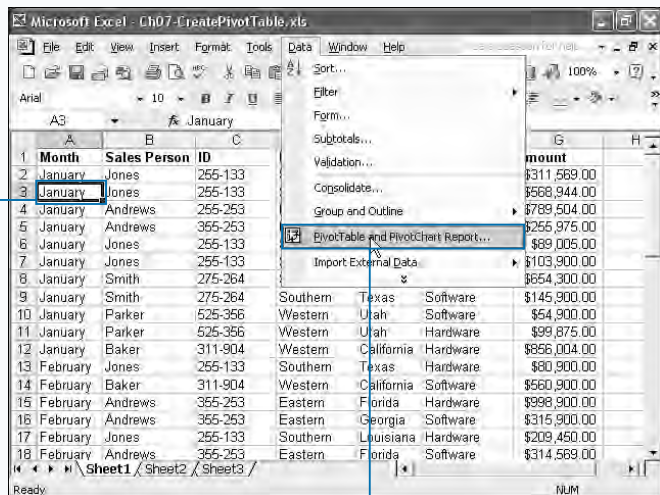 Microsoft Excel - Ch07-CreatePivotTable.xls
File Edit View Insert Format Tools Data Window Help
100%
Arial 10 B I U
A3 fx January
A B C G H
1 Month Sales Person ID mount
2 January Jones 255-133 $311,569.00
3 January Jones 255-133 $568,944.00
4 January Andrews 255-253 $789,504.00
5 January Andrews 355-253 $255,975.00
6 January Jones 255-133 $89,005.00
7 January Jones 255-133 $103,900.00
8 January Smith 275-264 $654,300.00
9 January Smith 275-264 Southern Texas Software $145,900.00
10 January Parker 525-356 Western Utah Software $54,900.00
11 January Parker 525-356 Western Utah Hardware $99,875.00
12 January Baker 311-904 Western California Hardware $856,004.00
13 February Jones 255-133 Software $80,900.00
14 February Baker 311-904 Western California Software $560,900.00
15 February Andrews 355-253 Eastern Florida Hardware $998,900.00
16 February Andrews 355-253 Eastern Georgia Software $315,900.00
17 February Jones 255-133 Southern Louisiana Hardware $209,450.00
18 February Andrews 355-253 Eastern Florida Software $314,569.00
Sort...
Filter
Form...
Subtotals...
Validation...
Consolidate...
Group and Outline
PivotTable and PivotChart Report...
Import External Data
Sheet1 Sheet2 Sheet3
Ready NUM